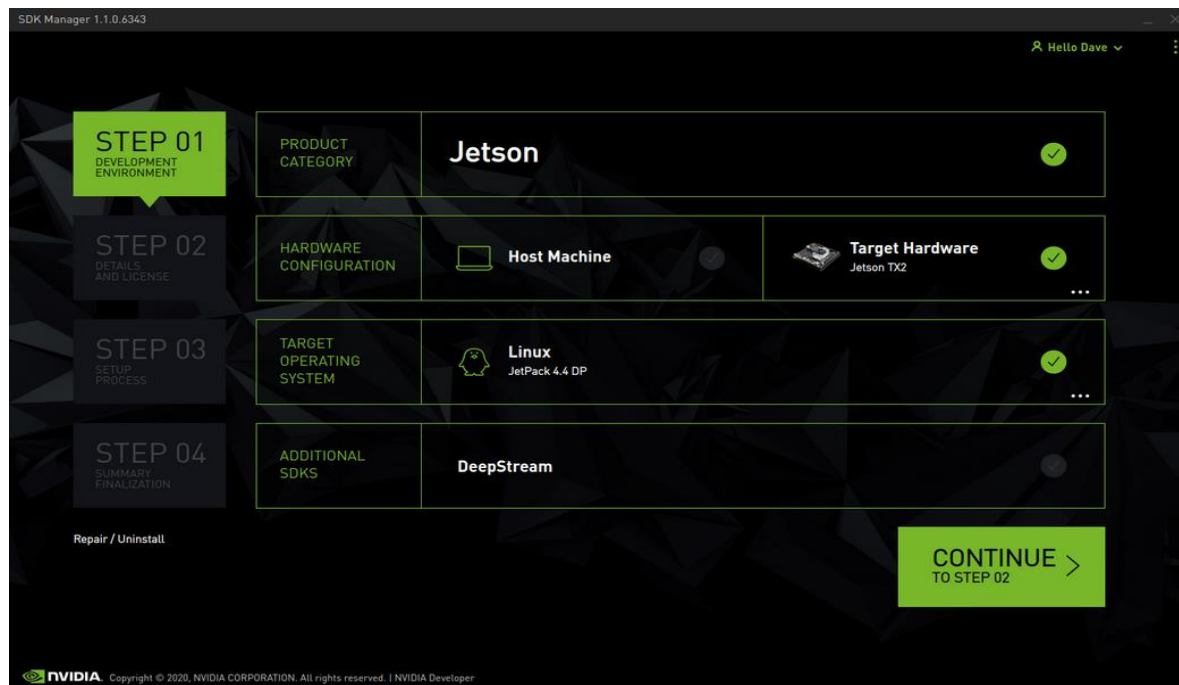 SDK Manager 1.1.0.6343
Hello Dave
STEP 01
DEVELOPMENT
ENVIRONMENT
PRODUCT
CATEGORY
Jetson
STEP 02
DETAILS
AND LICENSE
HARDWARE
CONFIGURATION
Host Machine
Target Hardware
Jetson TX2
...
STEP 03
SETUP
PROCESS
TARGET
OPERATING
SYSTEM
Linux
JetPack 4.4 DP
...
STEP 04
SUMMARY
FINALIZATION
ADDITIONAL
SDKS
DeepStream
Repair / Uninstall
CONTINUE
TO STEP 02
NVIDIA. Copyright © 2020, NVIDIA CORPORATION. All rights reserved. | NVIDIA Developer